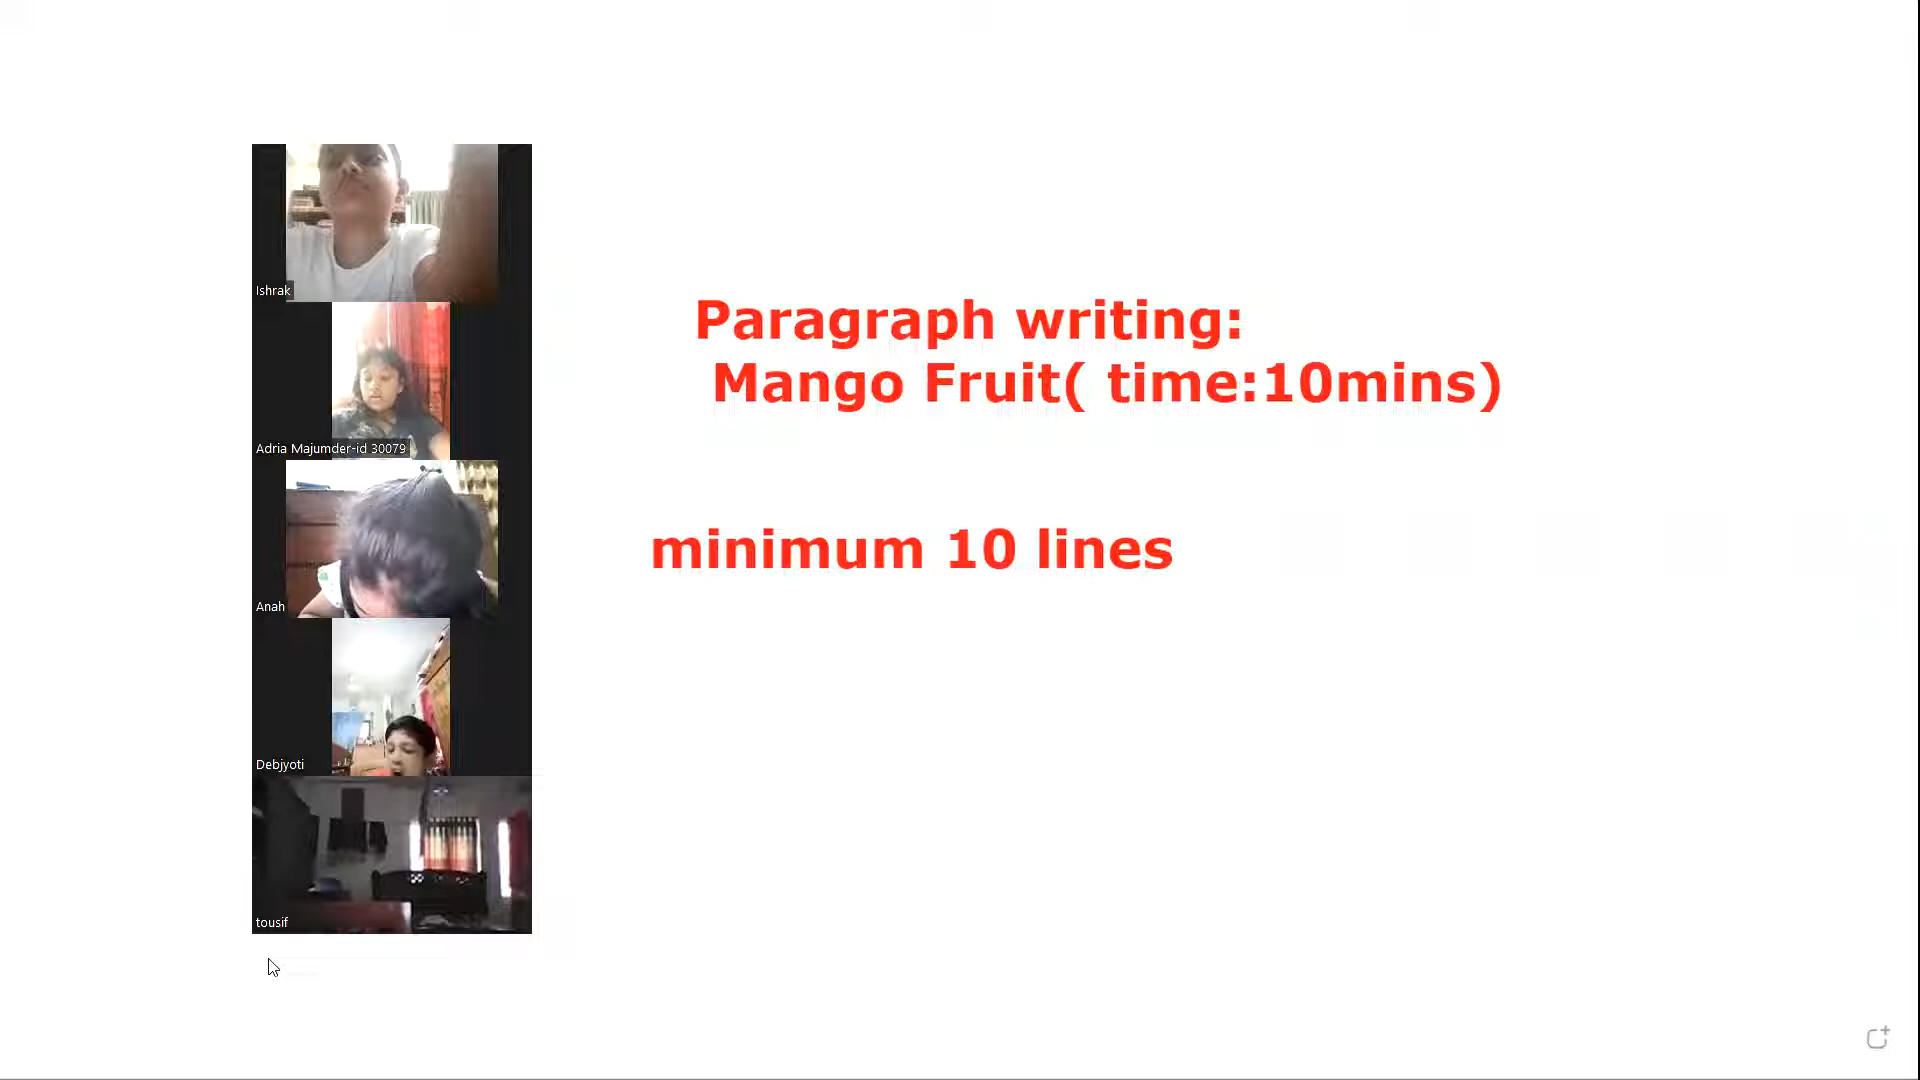 Ishrak
Adria Majumder-id 30079
Anah
Debjyoti
tousif
Paragraph writing:
Mango Fruit( time:10mins)
minimum 10 lines